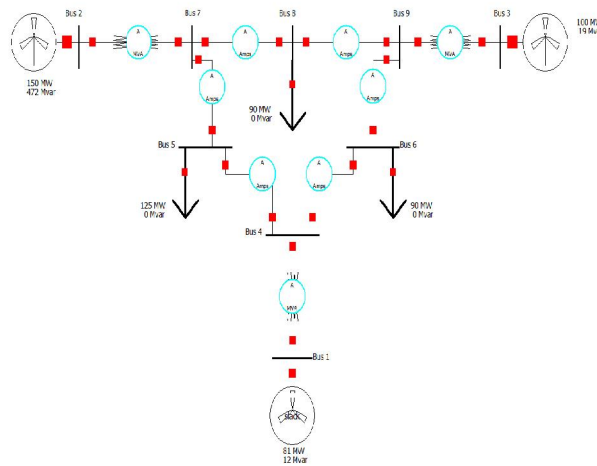 Bus 2
Bus 7
Bus 8
Bus 9
Bus 3
A
MVA
A
Amps
A
Amps
A
MVA
100 MW
19 Mvar
150 MW
472 Mvar
A
Amps
A
Amps
90 MW
0 Mvar
Bus 5
Bus 6
A
Amps
A
Amps
125 MW
0 Mvar
90 MW
0 Mvar
Bus 4
A
MVA
Bus 1
slack
81 MW
12 Mvar